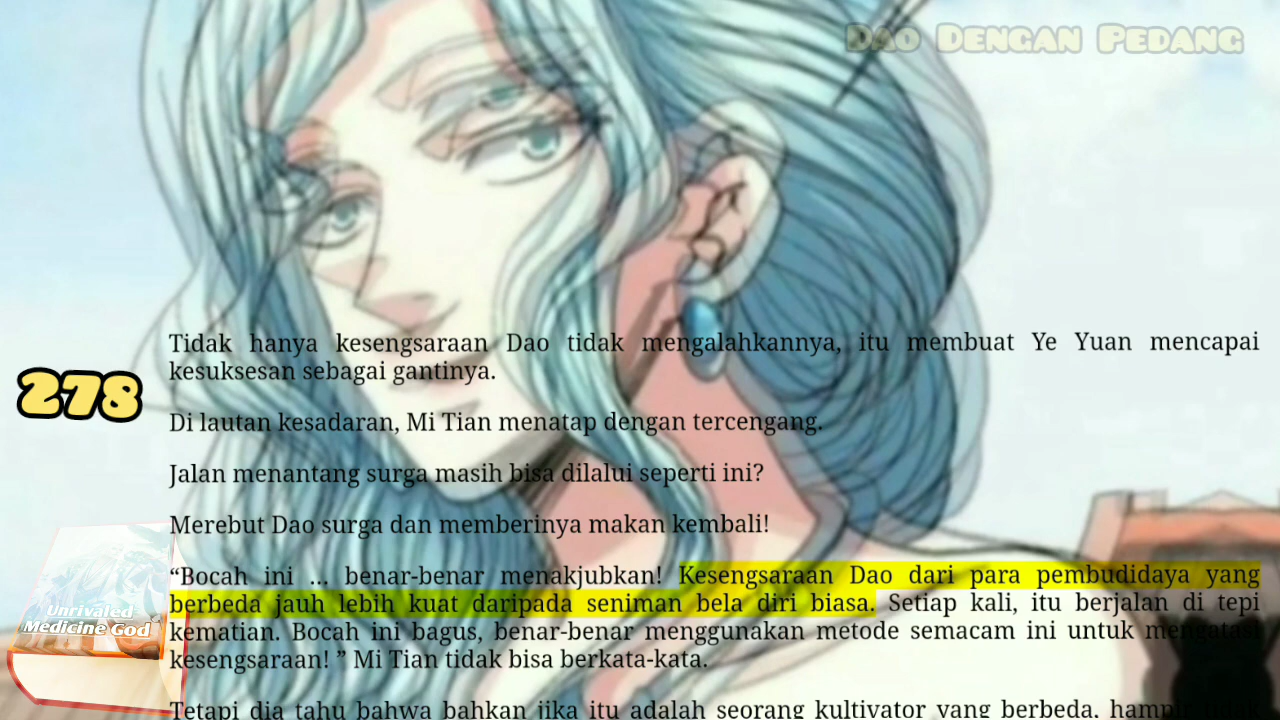 Dao Dengan Pedang
Tidak hanya kesengsaraan Dao tidak mengalahkannya, itu membuat Ye Yuan mencapai
kesuksesan sebagai gantinya.
278
Di lautan kesadaran, Mi Tian menatap dengan tercengang.
Jalan menantang surga masih bisa dilalui seperti ini?
Merebut Dao surga dan memberinya makan kembali!
“Bocah ini ... benar-benar menakjubkan! Kesengsaraan Dao dari para pembudidaya yang
berbeda jauh lebih kuat daripada seniman bela diri biasa. Setiap kali, itu berjalan di tepi
kematian. Bocah ini bagus, benar-benar menggunakan metode semacam ini untuk mengatasi
kesengsaraan! ” Mi Tian tidak bisa berkata-kata.
Unrivaled
Medicine God
Tetapi dia tahu bahwa bahkan jika itu adalah seorang kultivator yang berbeda, hampir tidak